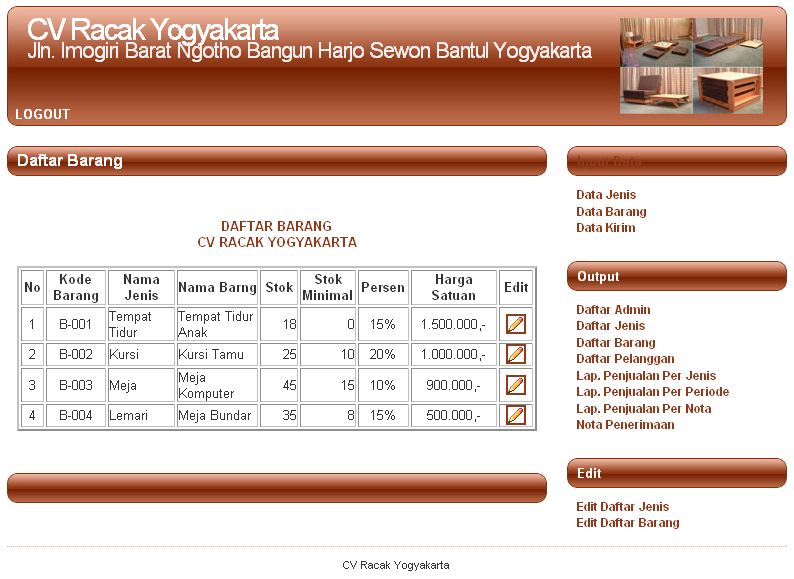 CV Racak Yogyakarta
Jln. Imogiri Barat Ngotho Bangun Harjo Sewon Bantul Yogyakarta
LOGOUT
Daftar Barang
DAFTAR BARANG
CV RACAK YOGYAKARTA
No Kode Barang Nama Jenis Nama Barng Stok Stok Minimal Persen Harga Satuan Edit
1 B-001 Tempat Tidur Tempat Tidur Anak 18 0 15% 1.500.000,-
2 B-002 Kursi Kursi Tamu 25 10 20% 1.000.000,-
3 B-003 Meja Meja Komputer 45 15 10% 900.000,-
4 B-004 Lemari Meja Bundar 35 8 15% 500.000,-
Input Data
Data Jenis
Data Barang
Data Kirim
Output
Daftar Admin
Daftar Jenis
Daftar Barang
Daftar Pelanggan
Lap. Penjualan Per Jenis
Lap. Penjualan Per Periode
Lap. Penjualan Per Nota
Nota Penerimaan
Edit
Edit Daftar Jenis
Edit Daftar Barang
CV Racak Yogyakarta